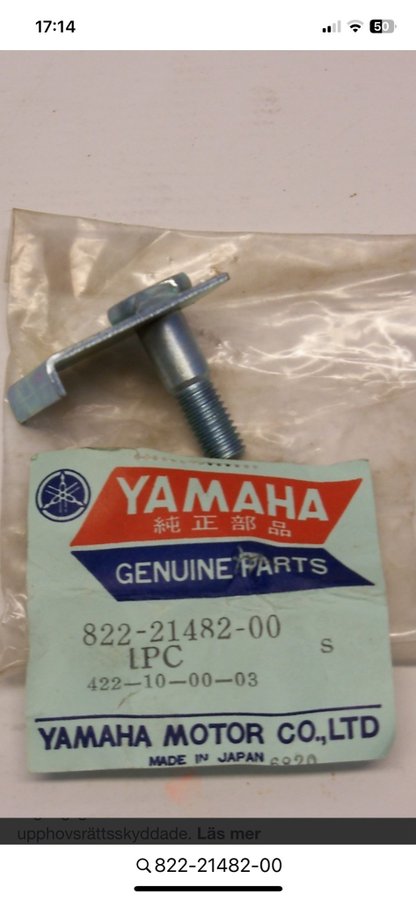 17:14
50
YAMAHA
純正部品
GENUINE PARTS
822-21482-00
1PC
S
422-10-00-03
YAMAHA MOTOR CO.,LTD
MADE IN JAPAN
upphovsrättsskyddade. Läs mer
822-21482-00